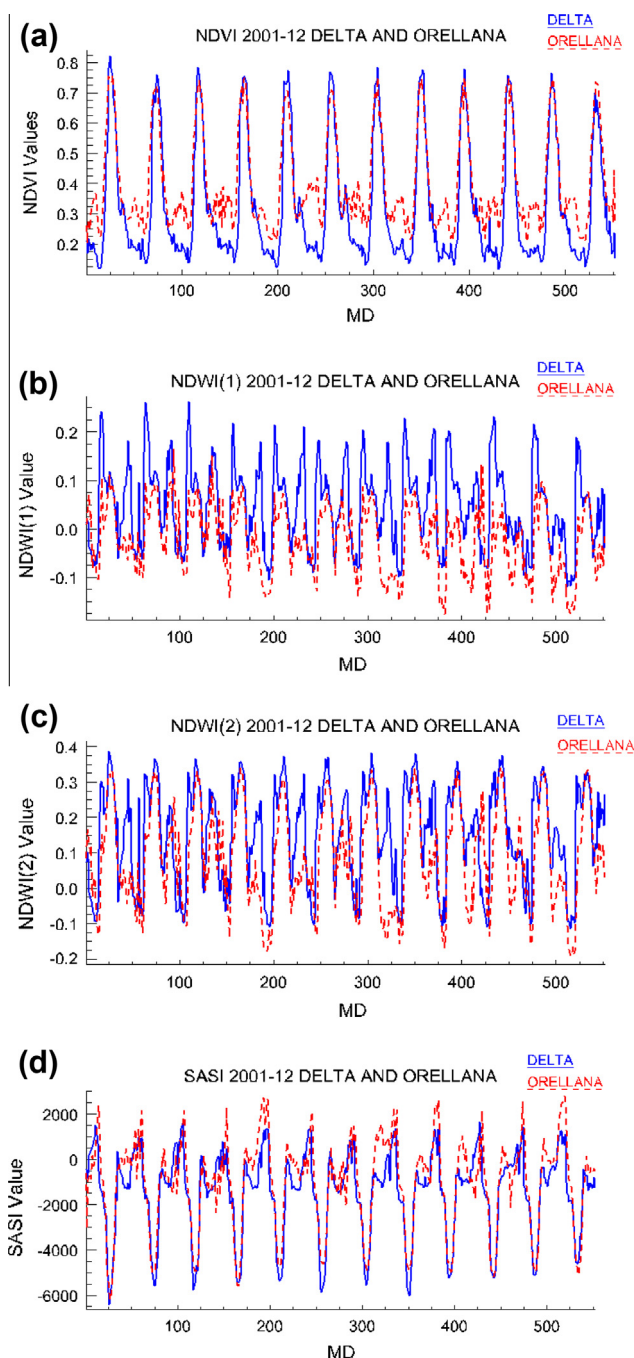 (a)
NDVI 2001-12 DELTA AND ORELLANA
DELTA
ORELLANA
NDVI Values
0.8
0.7
0.6
0.5
0.4
0.3
0.2
100
200
300
400
500
MD
(b)
NDWI(1) 2001-12 DELTA AND ORELLANA
DELTA
ORELLANA
NDWI(1) Value
0.2
0.1
0.0
-0.1
100
200
300
400
500
MD
(c)
NDWI(2) 2001-12 DELTA AND ORELLANA
DELTA
ORELLANA
NDWI(2) Value
0.4
0.3
0.2
0.1
0.0
-0.1
-0.2
100
200
300
400
500
MD
(d)
SASI 2001-12 DELTA AND ORELLANA
DELTA
ORELLANA
SASI Value
2000
0
-2000
-4000
-6000
100
200
300
400
500
MD